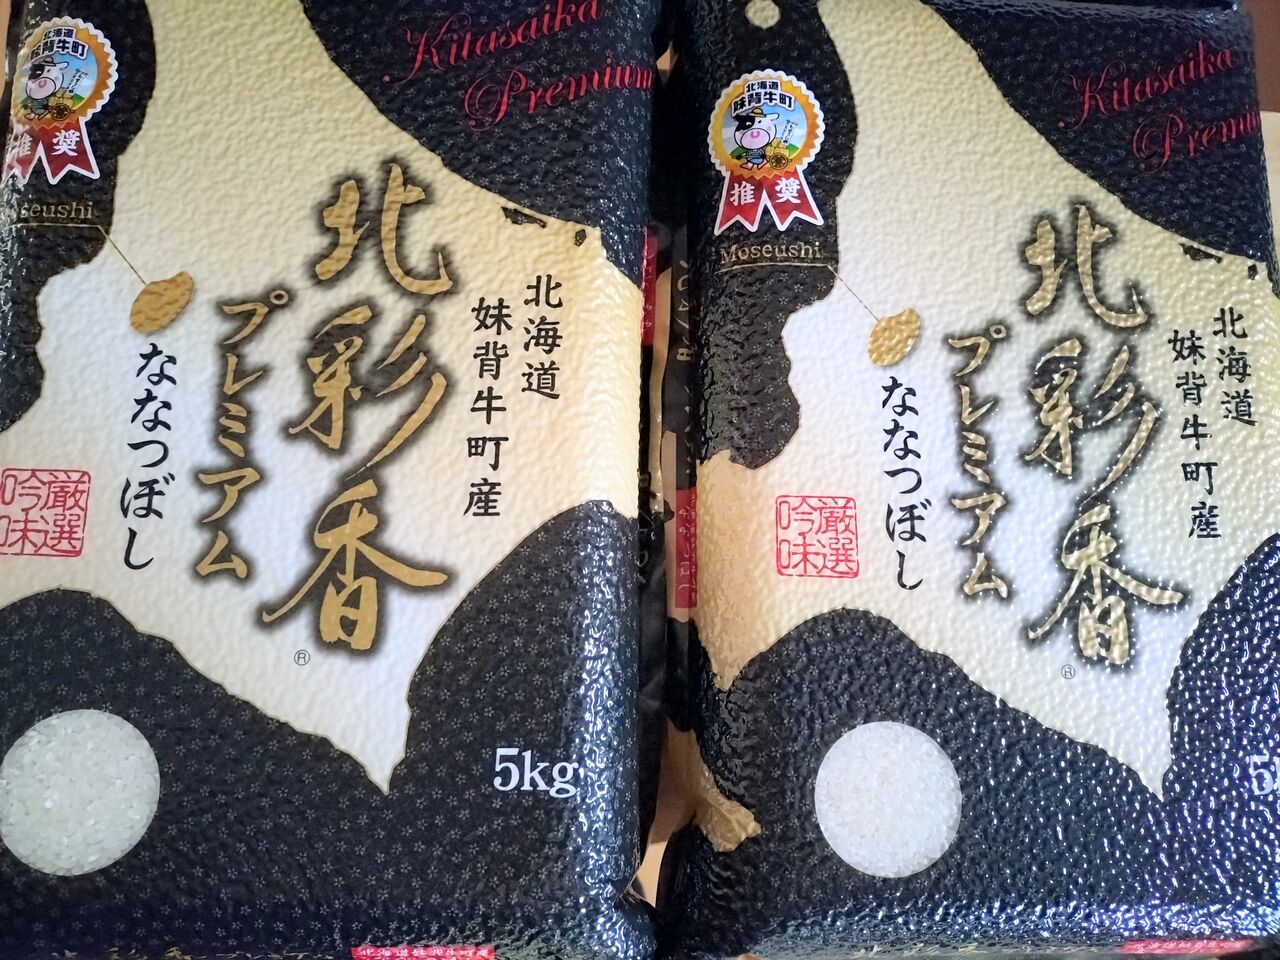 北海道
妹背牛町
推奨
Kitasaika
Premium
北海道
妹背牛町産
北彩香
プレミアム
ななつぼし
厳選
吟味
®
5kg
北海道
妹背牛町
推奨
Moseushi
Kitasaika
北海道
妹背牛町産
北彩香
プレミアム
ななつぼし
厳選
吟味
®